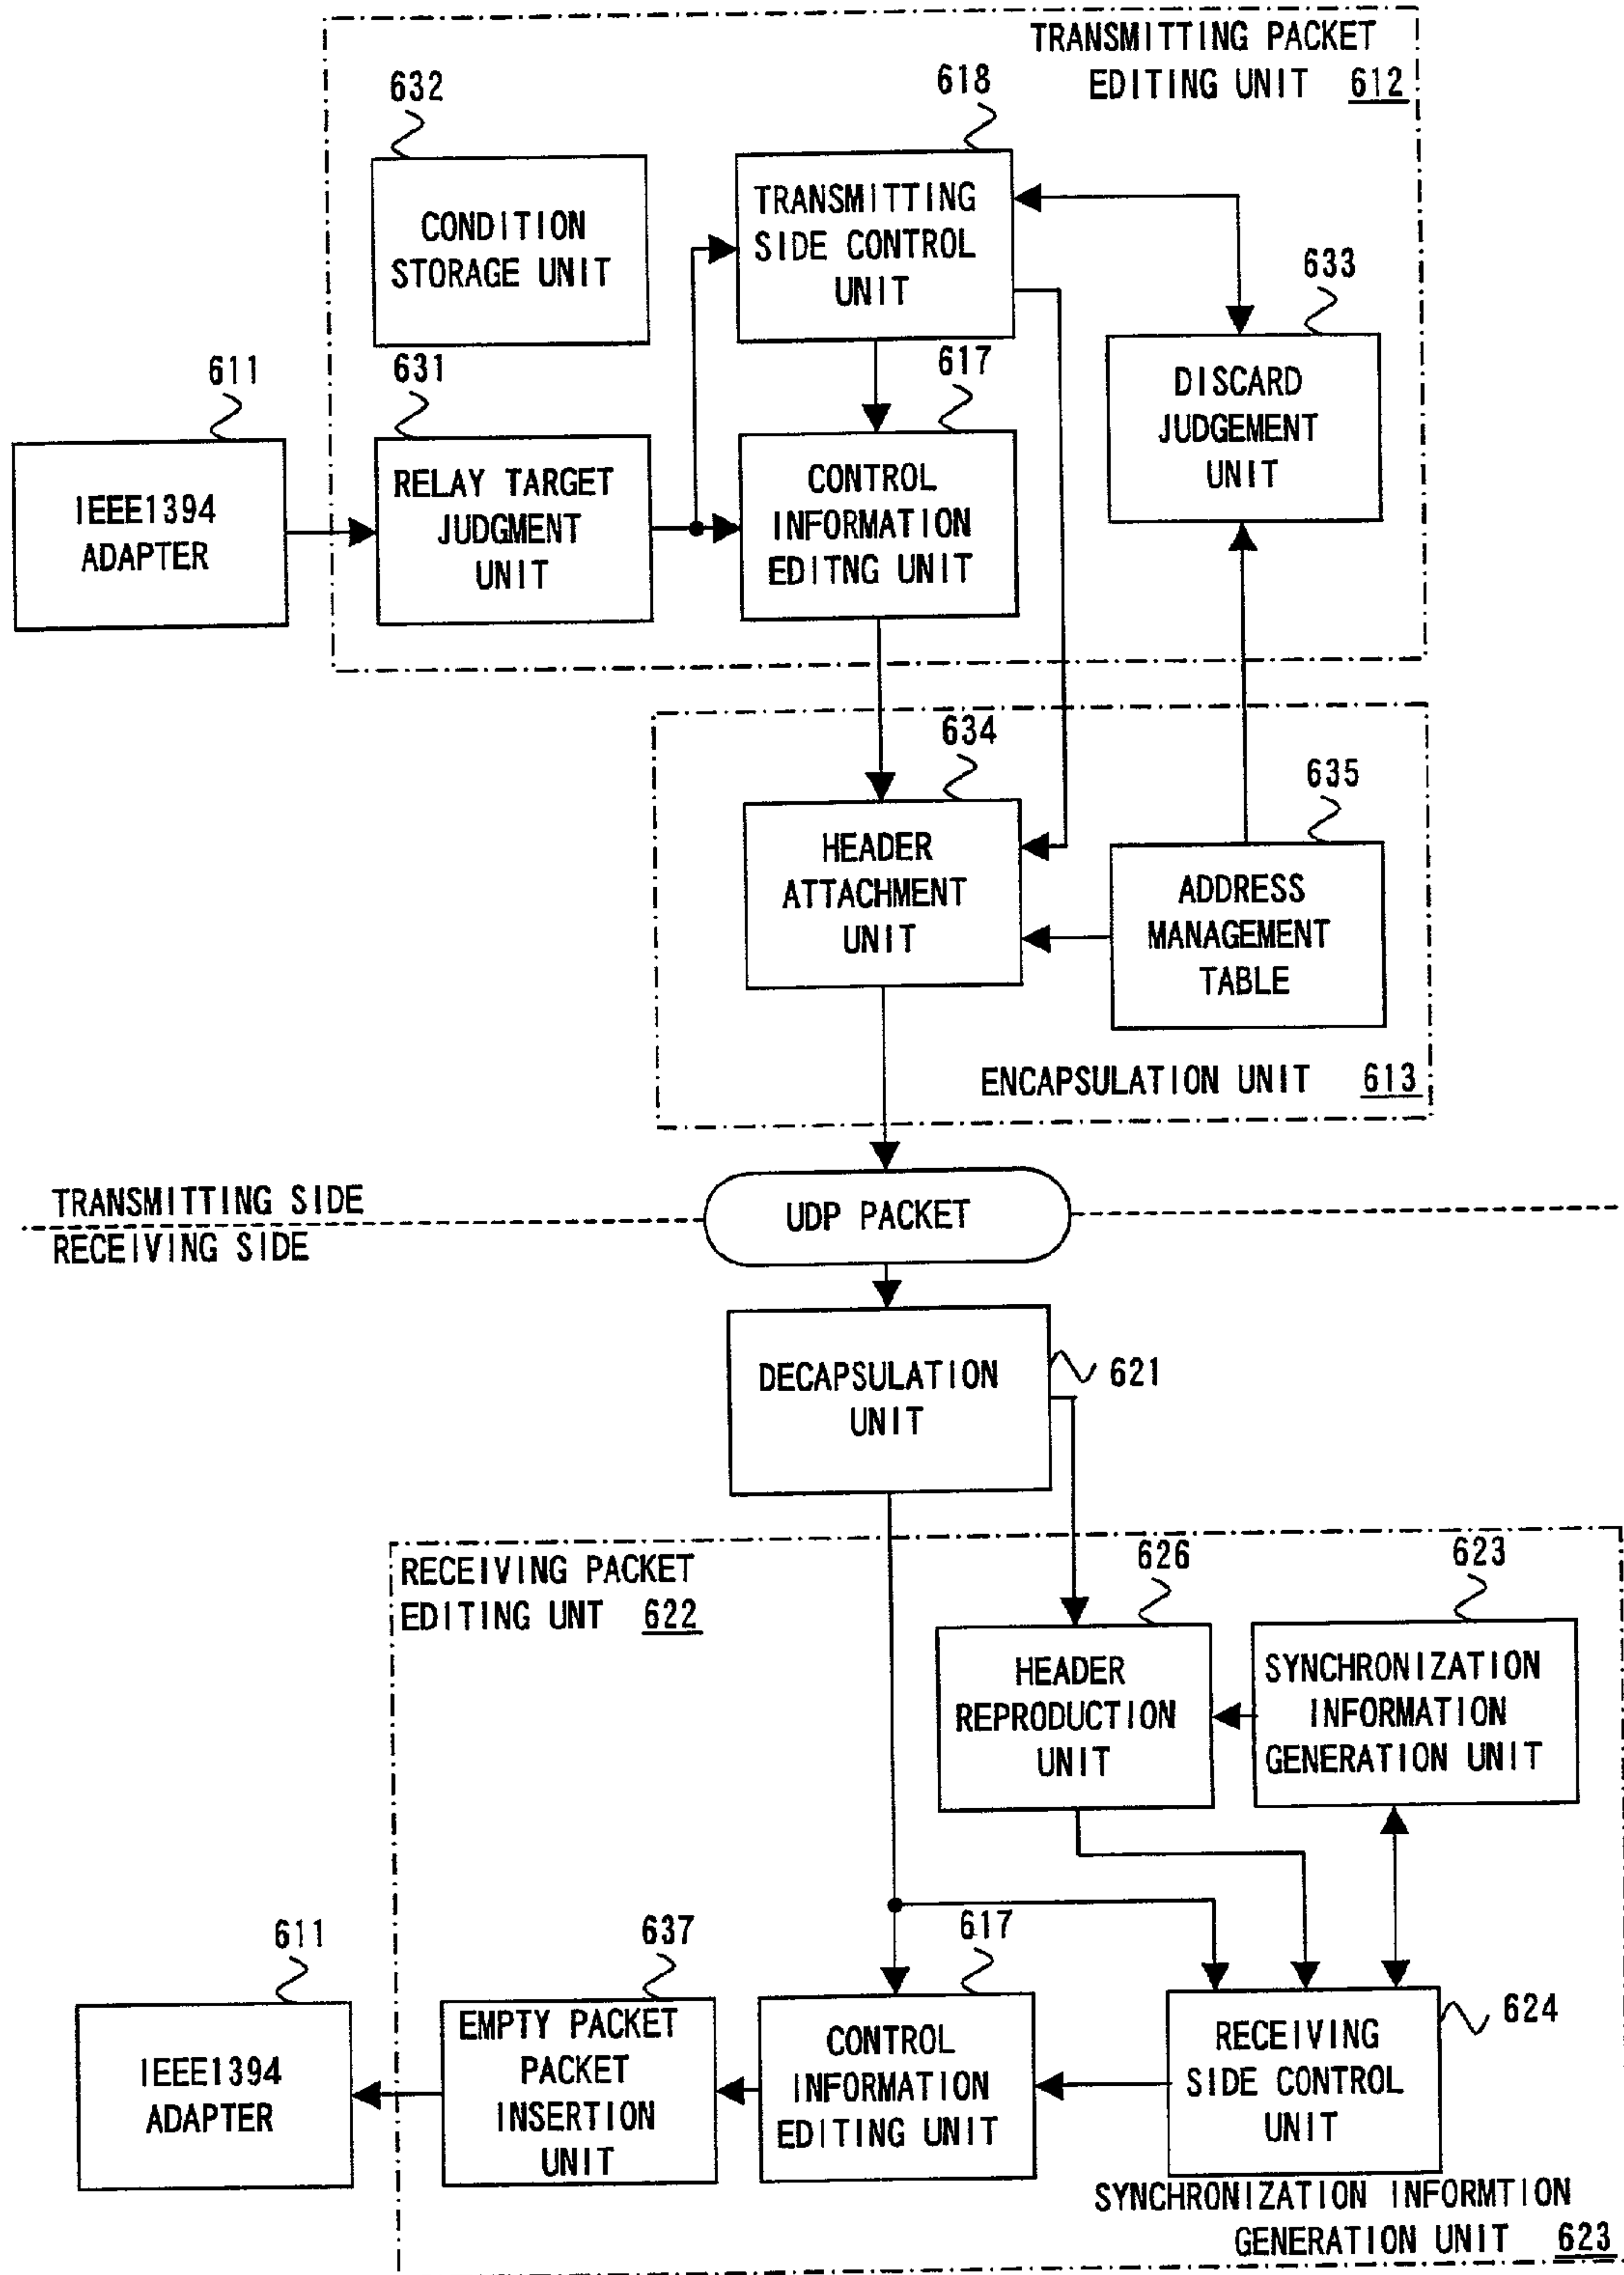 TRANSMITTING PACKET
EDITING UNIT 612
632
618
CONDITION
STORAGE UNIT
TRANSMITTING
SIDE CONTROL
UNIT
633
611
631
617
DISCARD
JUDGEMENT
UNIT
IEEE1394
ADAPTER
RELAY TARGET
JUDGMENT
UNIT
CONTROL
INFORMATION
EDITNG UNIT
634
635
HEADER
ATTACHMENT
UNIT
ADDRESS
MANAGEMENT
TABLE
ENCAPSULATION UNIT 613
TRANSMITTING SIDE
UDP PACKET
RECEIVING SIDE
DECAPSULATION
UNIT
621
RECEIVING PACKET
EDITING UNT 622
626
623
HEADER
REPRODUCTION
UNIT
SYNCHRONIZATION
INFORMATION
GENERATION UNIT
611
637
617
624
IEEE1394
ADAPTER
EMPTY PACKET
PACKET
INSERTION
UNIT
CONTROL
INFORMATION
EDITING UNIT
RECEIVING
SIDE CONTROL
UNIT
SYNCHRONIZATION INFORMTION
GENERATION UNIT 623